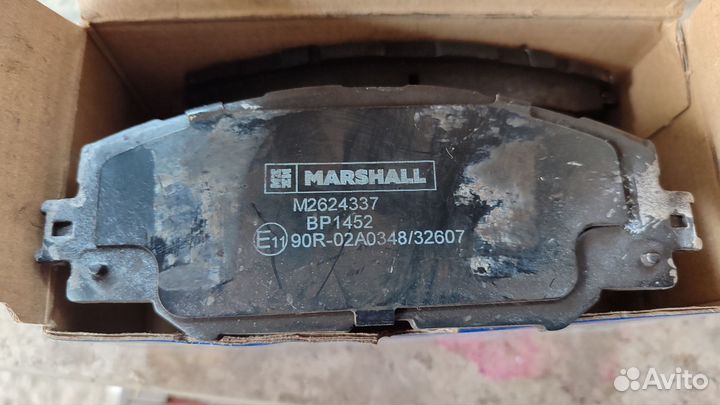 MARSHALL
M2624337
BP1452
E11 90R-02A0348/32607
Avito